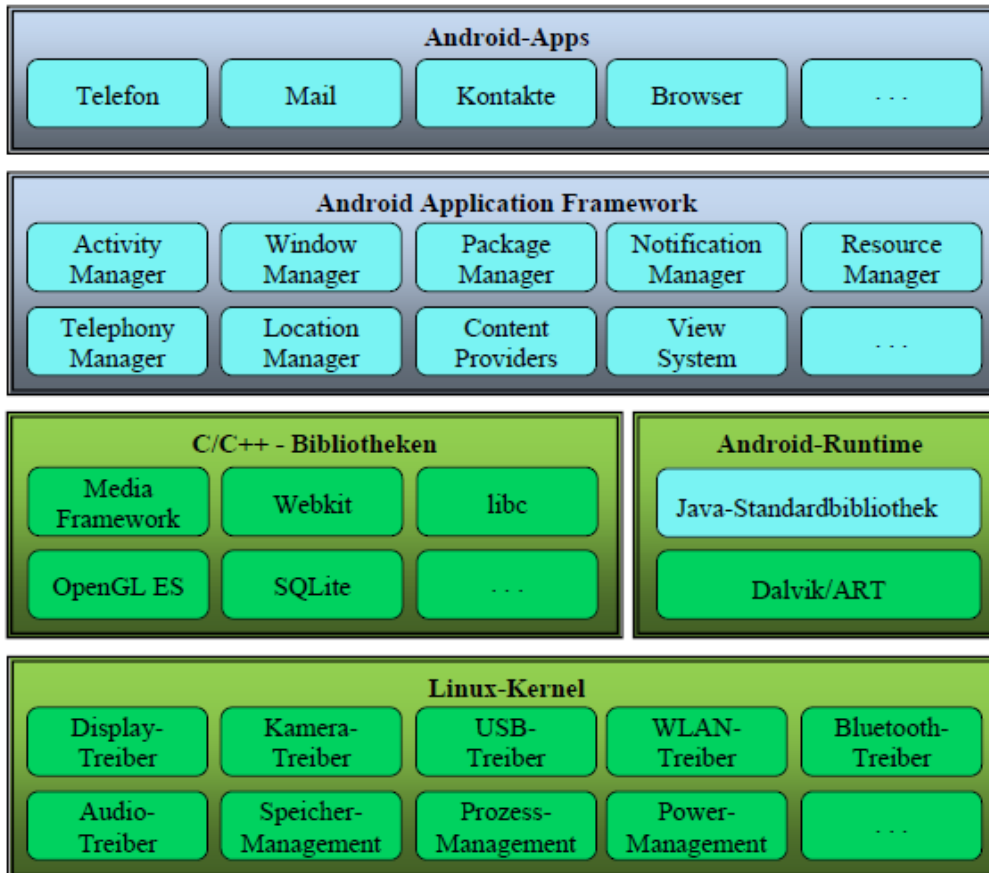 Android-Apps
Telefon
Mail
Kontakte
Browser
. . .
Android Application Framework
Activity
Manager
Window
Manager
Package
Manager
Notification
Manager
Resource
Manager
Telephony
Manager
Location
Manager
Content
Providers
View
System
. . .
C/C++ - Bibliotheken
Media
Framework
Webkit
libc
OpenGL ES
SQLite
. . .
Android-Runtime
Java-Standardbibliothek
Dalvik/ART
Linux-Kernel
Display-
Treiber
Kamera-
Treiber
USB-
Treiber
WLAN-
Treiber
Bluetooth-
Treiber
Audio-
Treiber
Speicher-
Management
Prozess-
Management
Power-
Management
. . .